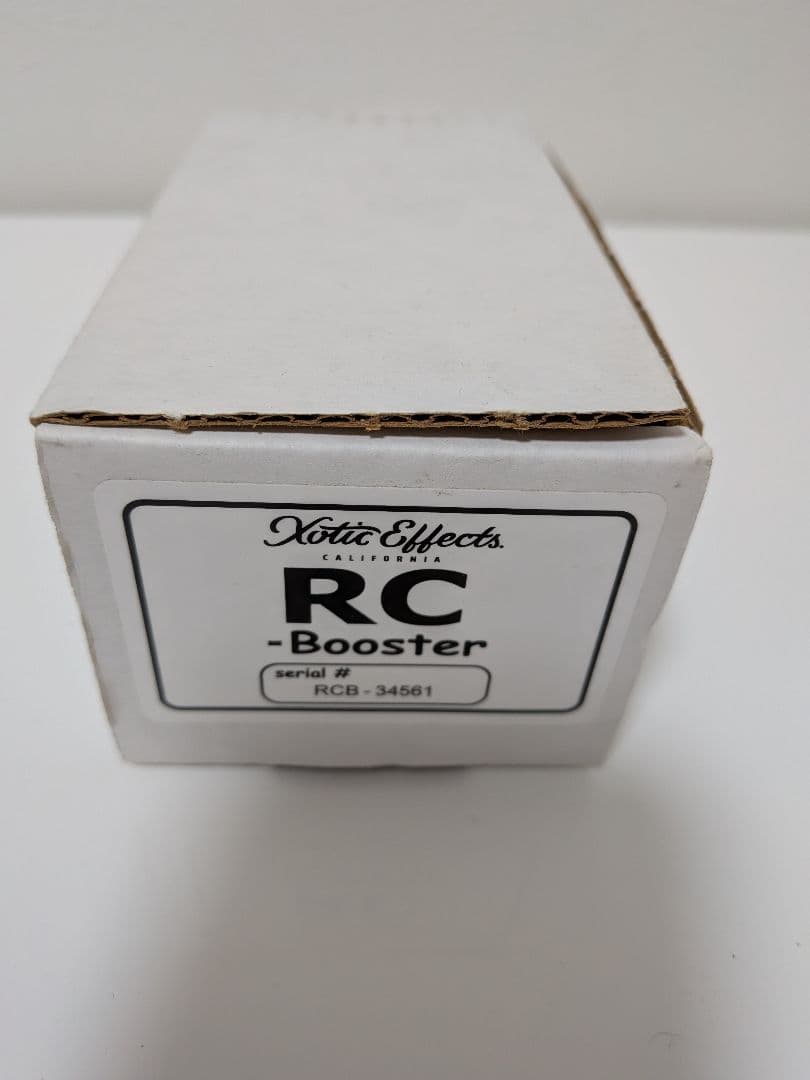 Xotic Effects.
CALIFORNIA
RC
-Booster
serial #
RCB - 34561